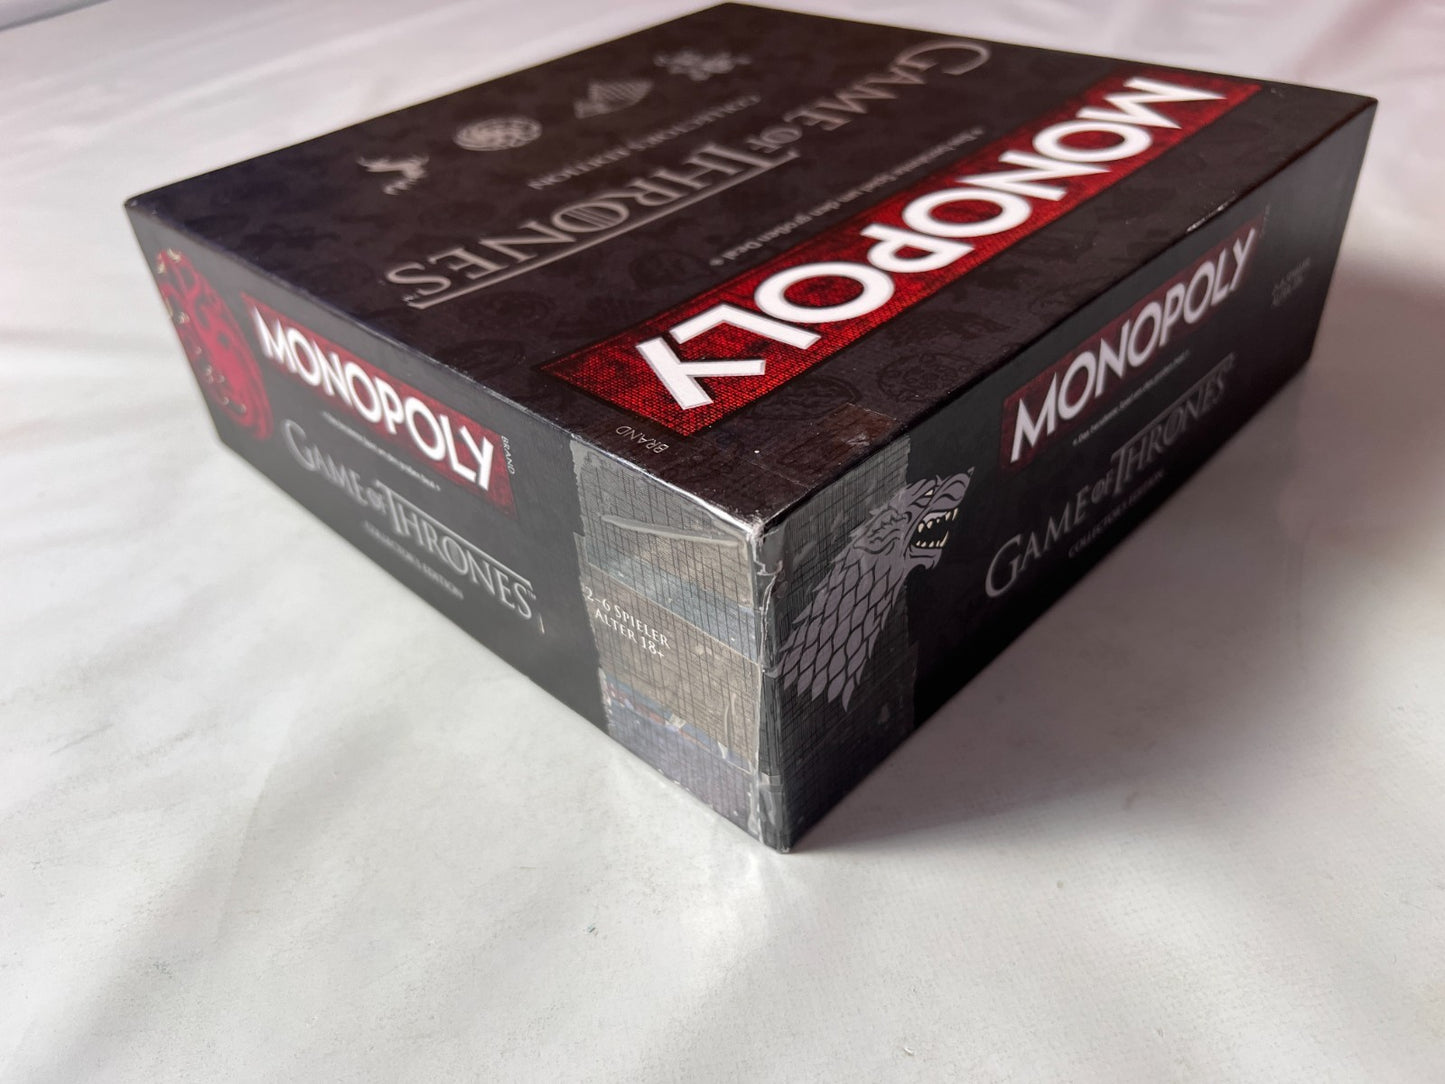 MONOPOLY
BRAND
GAME OF THRONES
COLLECTOR'S EDITION
MONOPOLY
BRAND
GAME OF THRONES
COLLECTOR'S EDITION
2-6 SPIELER
ALTER 18+
MONOPOLY
GAME OF THRONES
COLLECTOR'S EDITION